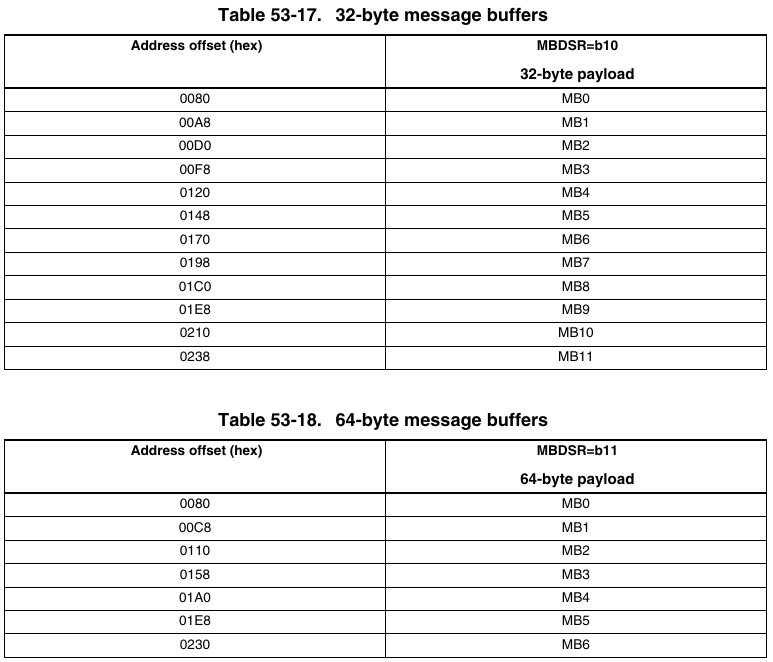 Table 53-17. 32-byte message buffers
Address offset (hex) MBDSR=b10
32-byte payload
0080 MB0
00A8 MB1
00D0 MB2
00F8 MB3
0120 MB4
0148 MB5
0170 MB6
0198 MB7
01C0 MB8
01E8 MB9
0210 MB10
0238 MB11
Table 53-18. 64-byte message buffers
Address offset (hex) MBDSR=b11
64-byte payload
0080 MB0
00C8 MB1
0110 MB2
0158 MB3
01A0 MB4
01E8 MB5
0230 MB6